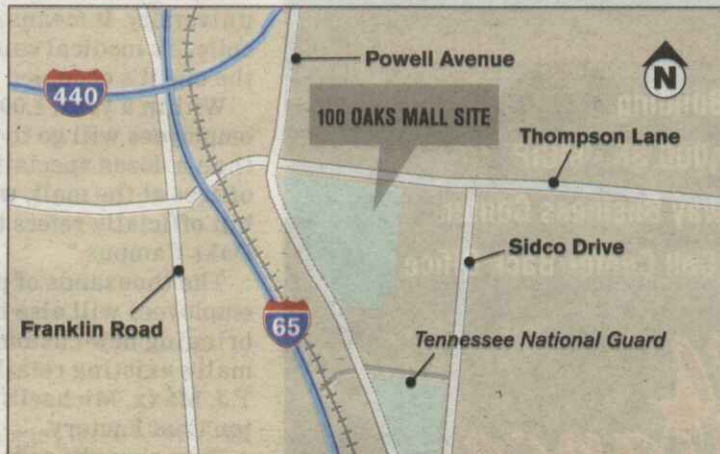 Powell Avenue
440
N
100 OAKS MALL SITE
Thompson Lane
Sidco Drive
65
Franklin Road
Tennessee National Guard